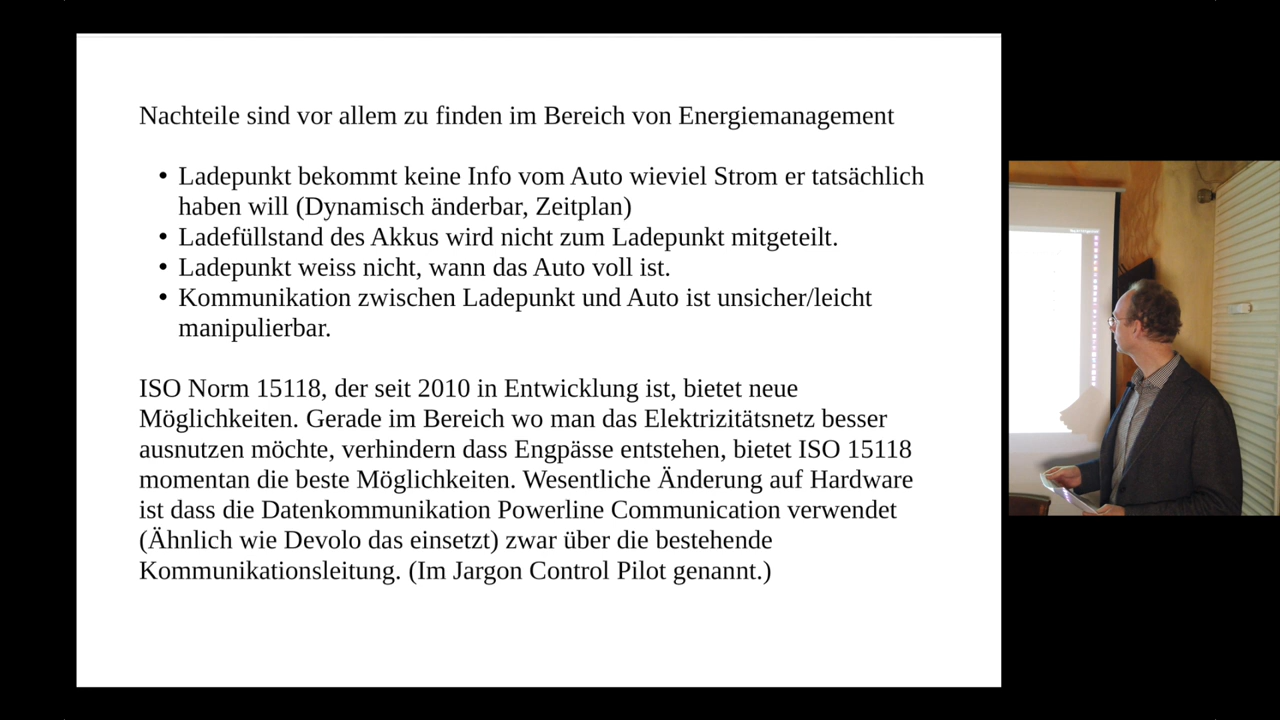 Nachteile sind vor allem zu finden im Bereich von Energiemanagement
• Ladepunkt bekommt keine Info vom Auto wieviel Strom er tatsächlich
haben will (Dynamisch änderbar, Zeitplan)
• Ladefüllstand des Akkus wird nicht zum Ladepunkt mitgeteilt.
• Ladepunkt weiss nicht, wann das Auto voll ist.
• Kommunikation zwischen Ladepunkt und Auto ist unsicher/leicht
manipulierbar.
ISO Norm 15118, der seit 2010 in Entwicklung ist, bietet neue
Möglichkeiten. Gerade im Bereich wo man das Elektrizitätsnetz besser
ausnutzen möchte, verhindern dass Engpässe entstehen, bietet ISO 15118
momentan die beste Möglichkeiten. Wesentliche Änderung auf Hardware
ist dass die Datenkommunikation Powerline Communication verwendet
(Ähnlich wie Devolo das einsetzt) zwar über die bestehende
Kommunikationsleitung. (Im Jargon Control Pilot genannt.)